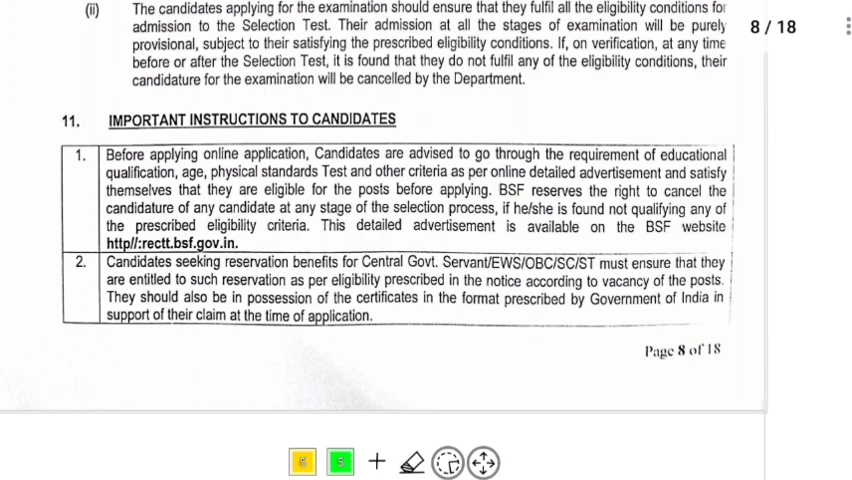 (ii) The candidates applying for the examination should ensure that they fulfil all the eligibility conditions for
admission to the Selection Test. Their admission at all the stages of examination will be purely
provisional, subject to their satisfying the prescribed eligibility conditions. If, on verification, at any time
before or after the Selection Test, it is found that they do not fulfil any of the eligibility conditions, their
candidature for the examination will be cancelled by the Department.
8 / 18
11. IMPORTANT INSTRUCTIONS TO CANDIDATES
1. Before applying online application, Candidates are advised to go through the requirement of educational
qualification, age, physical standards Test and other criteria as per online detailed advertisement and satisfy
themselves that they are eligible for the posts before applying. BSF reserves the right to cancel the
candidature of any candidate at any stage of the selection process, if he/she is found not qualifying any of
the prescribed eligibility criteria. This detailed advertisement is available on the BSF website
http//:rectt.bsf.gov.in.
2. Candidates seeking reservation benefits for Central Govt. Servant/EWS/OBC/SC/ST must ensure that they
are entitled to such reservation as per eligibility prescribed in the notice according to vacancy of the posts.
They should also be in possession of the certificates in the format prescribed by Government of India in
support of their claim at the time of application.
Page 8 of 18